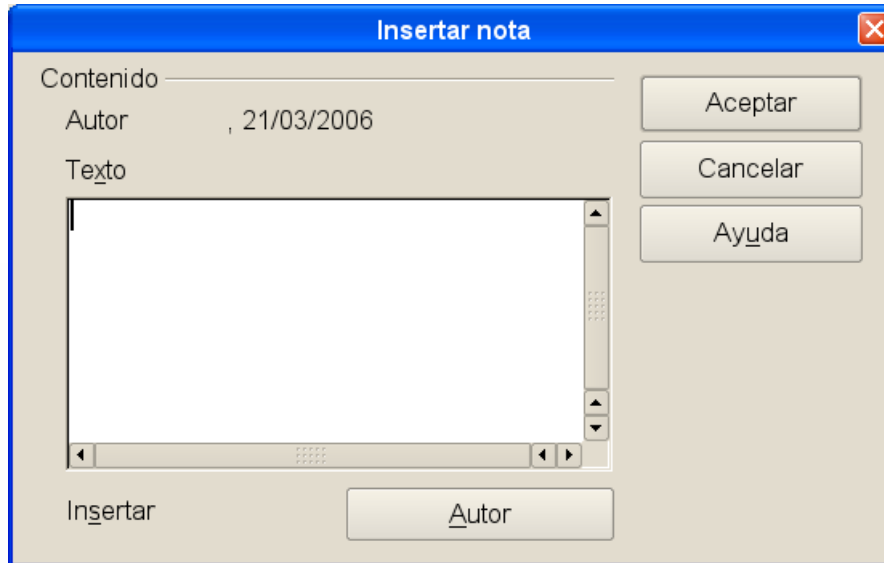 Insertar nota
Contenido
Autor , 21/03/2006
Texto
Insertar Autor
Aceptar
Cancelar
Ayuda